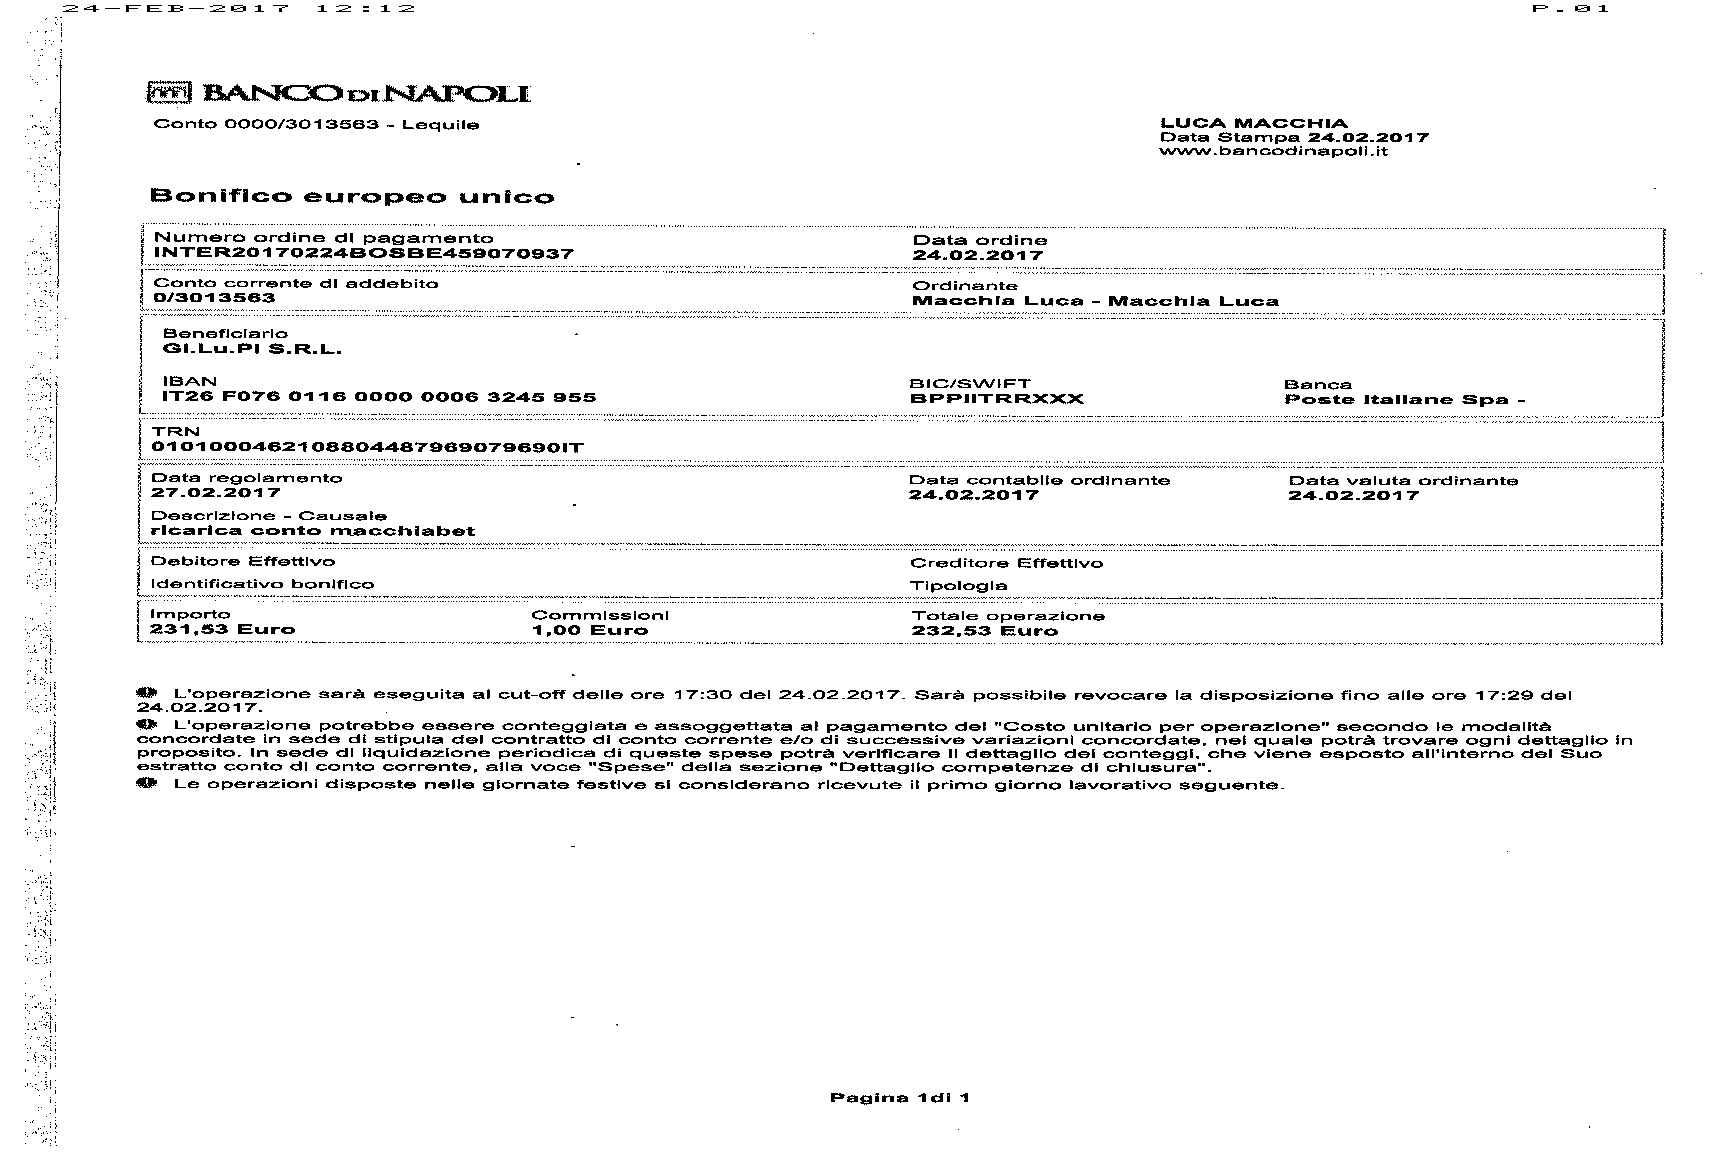 24-FEB-2017 12:12 P.01
BANCO DI NAPOLI
Conto 0000/3013563 - Lequile
LUCA MACCHIA
Data Stampa 24.02.2017
www.bancodinapoli.it
Bonifico europeo unico
Numero ordine di pagamento Data ordine
INTER20170224BOSBE459070937 24.02.2017
Conto corrente di addebito Ordinante
0/3013563 Macchia Luca - Macchia Luca
Beneficiario
GI.Lu.PI S.R.L.
IBAN BIC/SWIFT Banca
IT26 F076 0116 0000 0006 3245 955 BPPIITRRXXX Poste Italiane Spa -
TRN
0101000462108804487969079690IT
Data regolamento Data contabile ordinante Data valuta ordinante
27.02.2017 24.02.2017 24.02.2017
Descrizione - Causale
ricarica conto macchiabet
Debitore Effettivo Creditore Effettivo
Identificativo bonifico Tipologia
Importo Commissioni Totale operazione
231,53 Euro 1,00 Euro 232,53 Euro
L'operazione sarà eseguita al cut-off delle ore 17:30 del 24.02.2017. Sarà possibile revocare la disposizione fino alle ore 17:29 del
24.02.2017.
L'operazione potrebbe essere conteggiata e assoggettata al pagamento del "Costo unitario per operazione" secondo le modalità
concordate in sede di stipula del contratto di conto corrente e/o di successive variazioni concordate, nel quale potrà trovare ogni dettaglio in
proposito. In sede di liquidazione periodica di queste spese potrà verificare il dettaglio dei conteggi, che viene esposto all'interno del Suo
estratto conto di conto corrente, alla voce "Spese" della sezione "Dettaglio competenze di chiusura".
Le operazioni disposte nelle giornate festive si considerano ricevute il primo giorno lavorativo seguente.
Pagina 1di 1